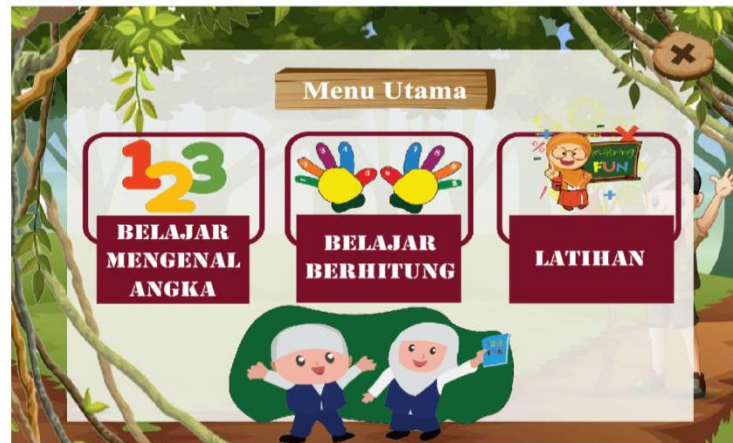 Menu Utama
BELAJAR
MENGENAL
ANGKA
BELAJAR
BERHITUNG
LATIHAN
123
FUN